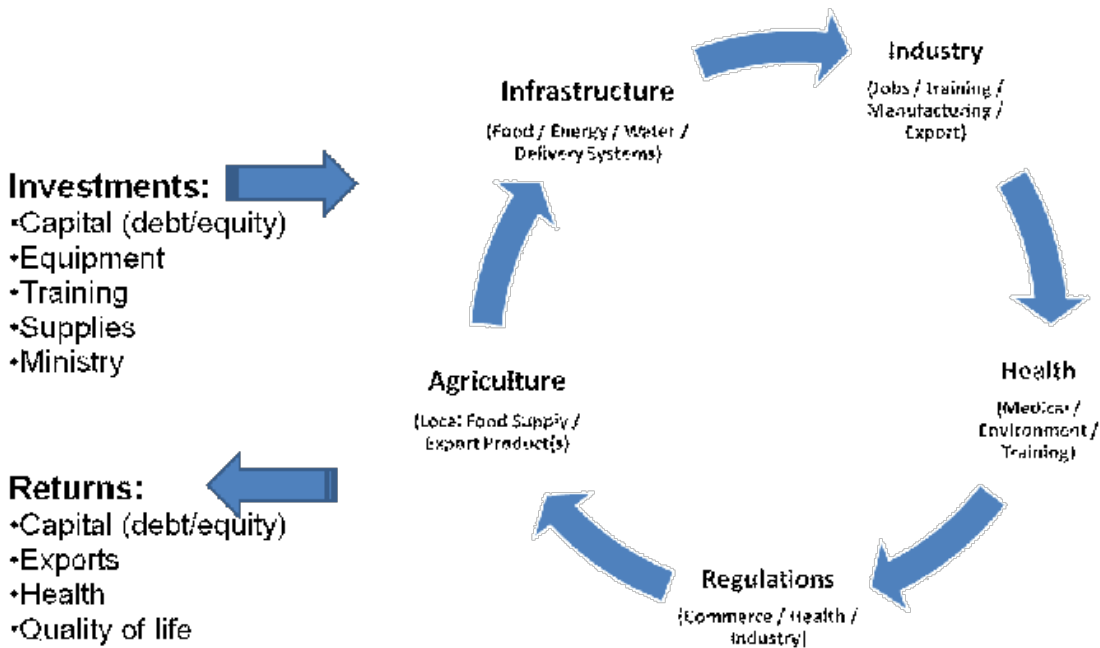 Investments:
•Capital (debt/equity)
•Equipment
•Training
•Supplies
•Ministry
Returns:
•Capital (debt/equity)
•Exports
•Health
•Quality of life
Infrastructure
(Food / Energy / Water /
Delivery Systems)
Industry
(Jobs / Training /
Manufacturing /
Export)
Health
(Medical /
Environment /
Training)
Regulations
(Commerce / Health /
Industry)
Agriculture
(Local Food Supply /
Export Product(s)